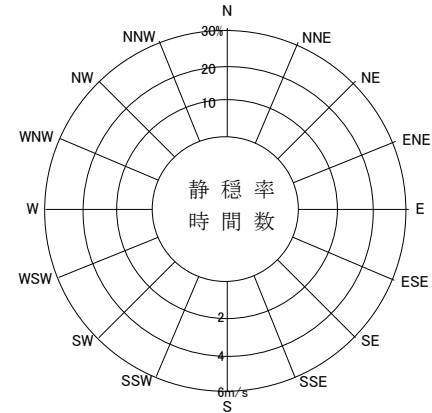 N
NNW
30%
NNE
NW
20
NE
10
WNW
ENE
静穏率
W
E
時間数
WSW
ESE
2
SW
4
SE
SSW
6m/s
SSE
S